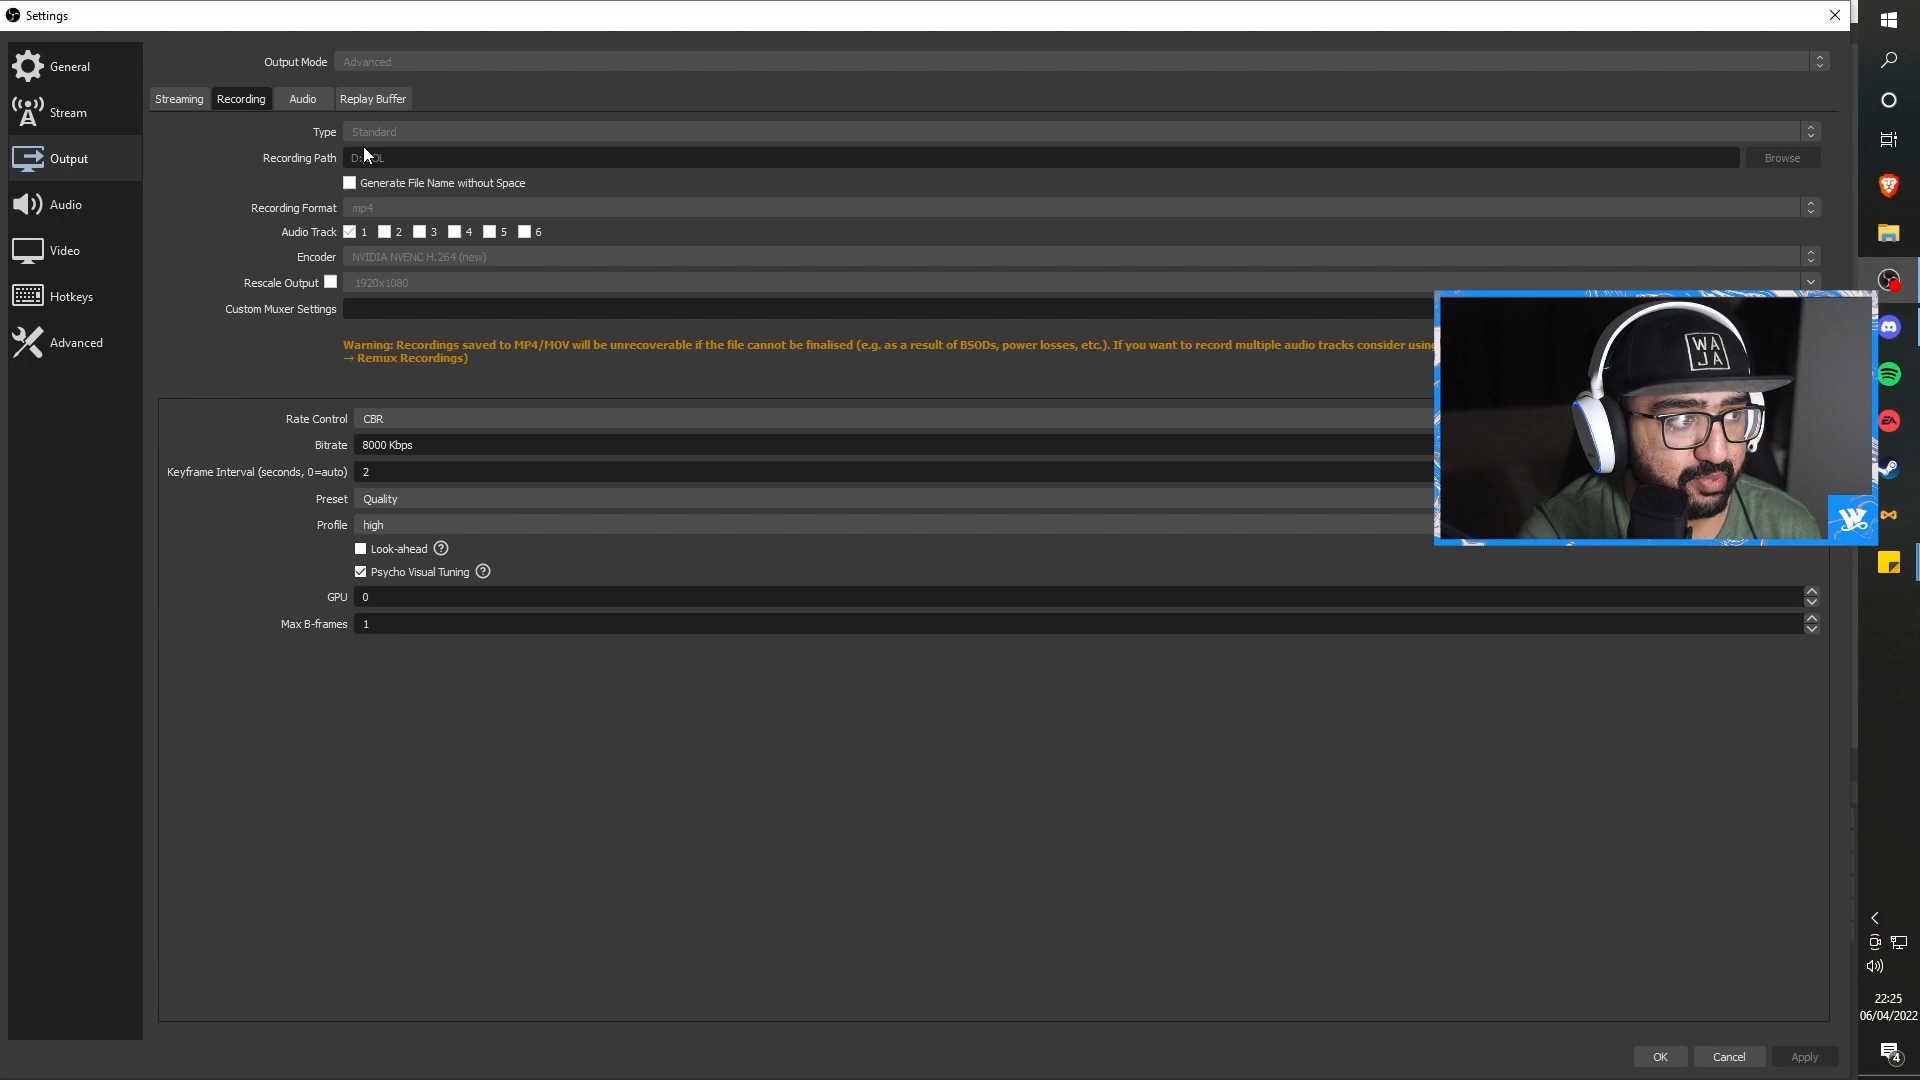 Settings
General
Stream
Output
Audio
Video
Hotkeys
Advanced
Output Mode Advanced
Streaming Recording Audio Replay Buffer
Type Standard
Recording Path Browse
Generate File Name without Space
Recording Format mp4
Audio Track 1 2 3 4 5 6
Encoder NVIDIA NVENC H.264 (new)
Rescale Output 1920x1080
Custom Muxer Settings
Warning: Recordings saved to MP4/MOV will be unrecoverable if the file cannot be finalised (e.g. as a result of BSODs, power losses, etc.). If you want to record multiple audio tracks consider using
→ Remux Recordings)
Rate Control CBR
Bitrate 8000 Kbps
Keyframe Interval (seconds, 0=auto) 2
Preset Quality
Profile high
Look-ahead ?
Psycho Visual Tuning ?
GPU 0
Max B-frames 1
OK Cancel Apply
WA
JA
W
EA
22:25
06/04/2022
4